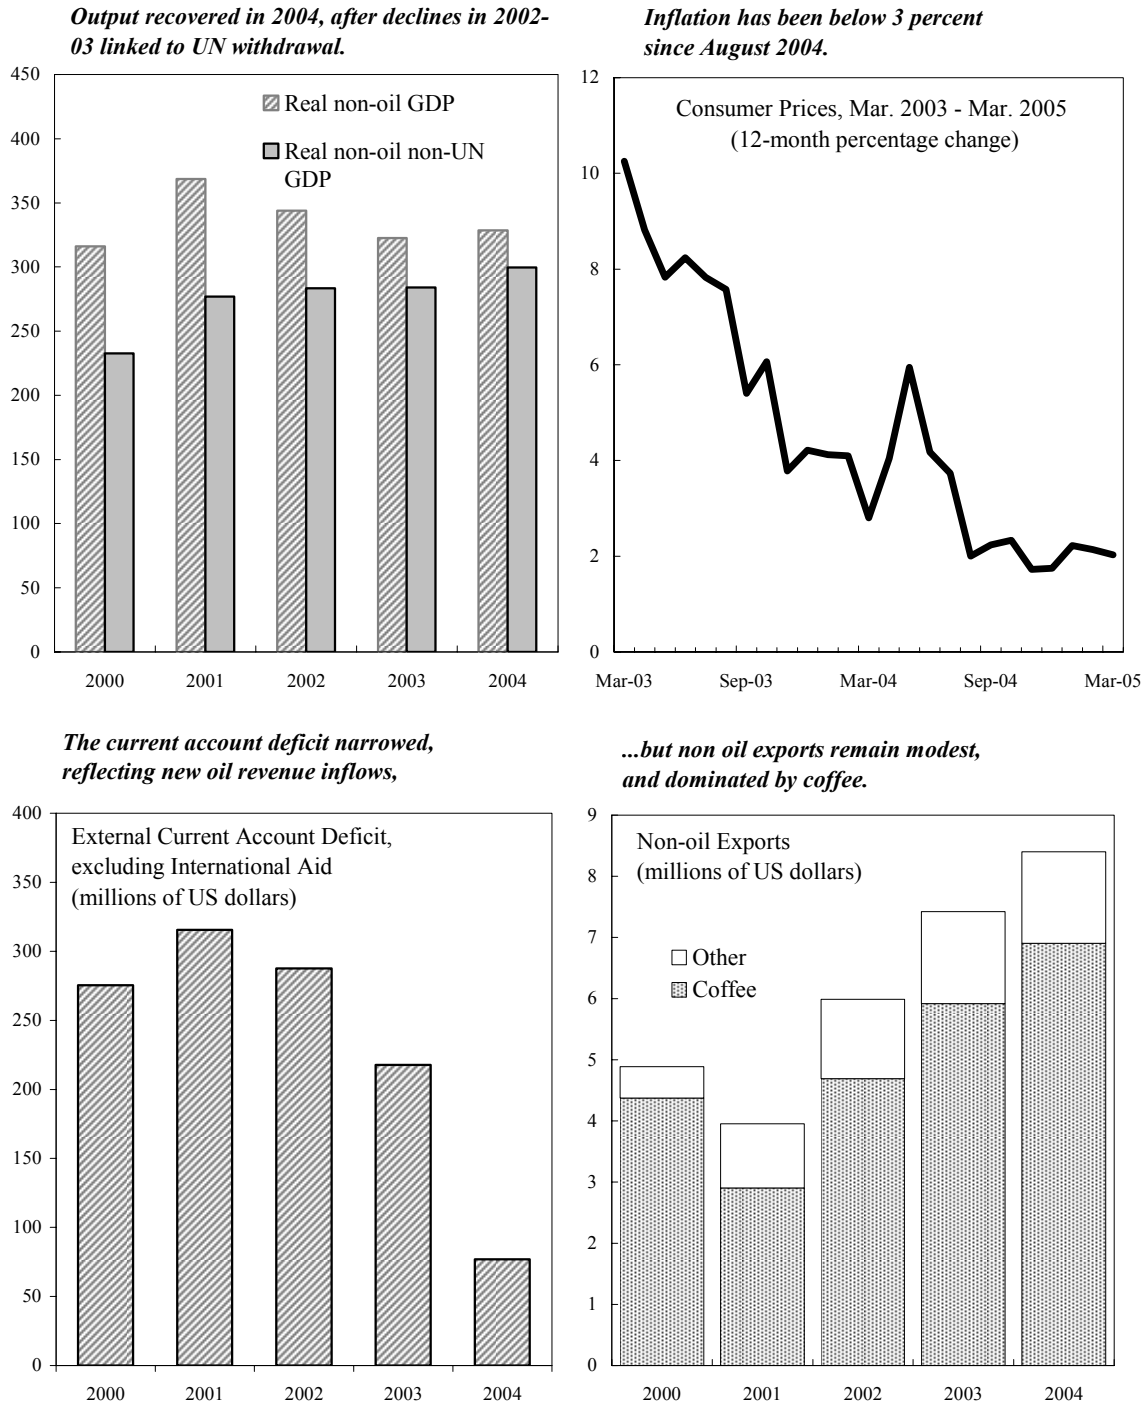 Output recovered in 2004, after declines in 2002-
03 linked to UN withdrawal.
450
400
350
300
250
200
150
100
50
0
Real non-oil GDP
Real non-oil non-UN
GDP
2000 2001 2002 2003 2004
Inflation has been below 3 percent
since August 2004.
12
10
8
6
4
2
0
Consumer Prices, Mar. 2003 - Mar. 2005
(12-month percentage change)
Mar-03 Sep-03 Mar-04 Sep-04 Mar-05
The current account deficit narrowed,
reflecting new oil revenue inflows,
400
350
300
250
200
150
100
50
0
External Current Account Deficit,
excluding International Aid
(millions of US dollars)
2000 2001 2002 2003 2004
...but non oil exports remain modest,
and dominated by coffee.
9
8
7
6
5
4
3
2
1
0
Non-oil Exports
(millions of US dollars)
Other
Coffee
2000 2001 2002 2003 2004